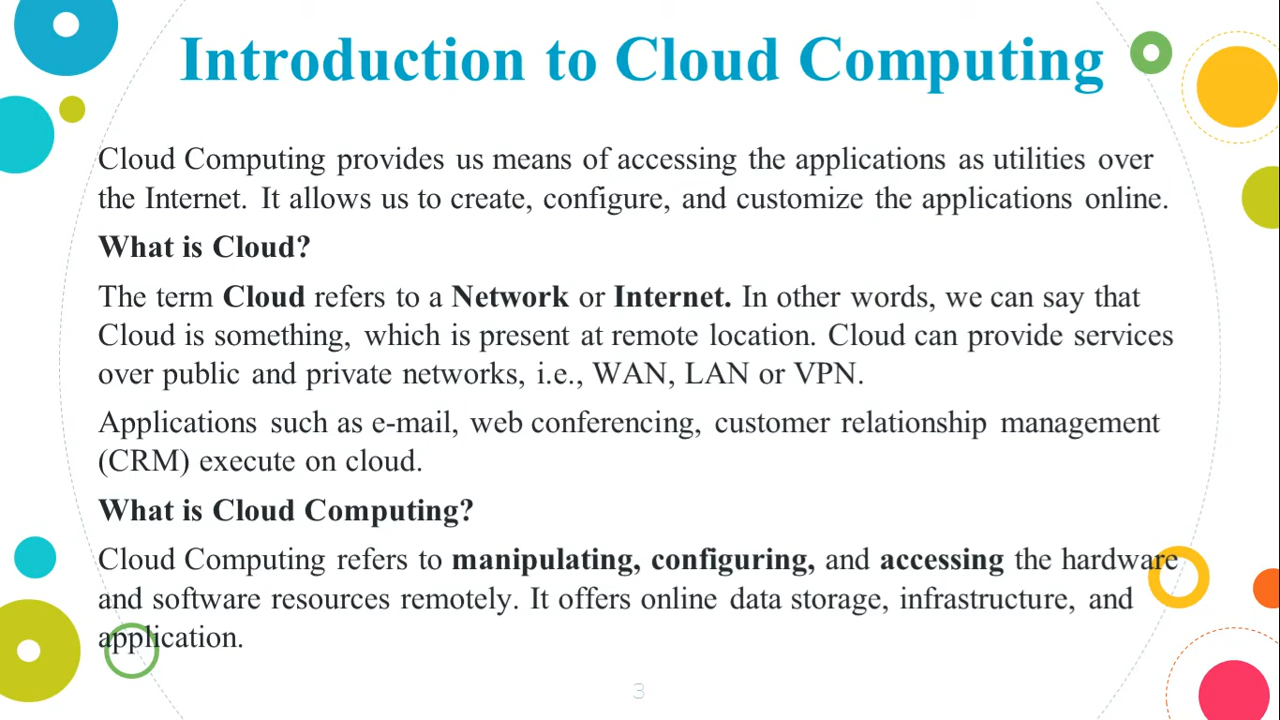 Introduction to Cloud Computing
Cloud Computing provides us means of accessing the applications as utilities over
the Internet. It allows us to create, configure, and customize the applications online.
What is Cloud?
The term Cloud refers to a Network or Internet. In other words, we can say that
Cloud is something, which is present at remote location. Cloud can provide services
over public and private networks, i.e., WAN, LAN or VPN.
Applications such as e-mail, web conferencing, customer relationship management
(CRM) execute on cloud.
What is Cloud Computing?
Cloud Computing refers to manipulating, configuring, and accessing the hardware
and software resources remotely. It offers online data storage, infrastructure, and
application.
3